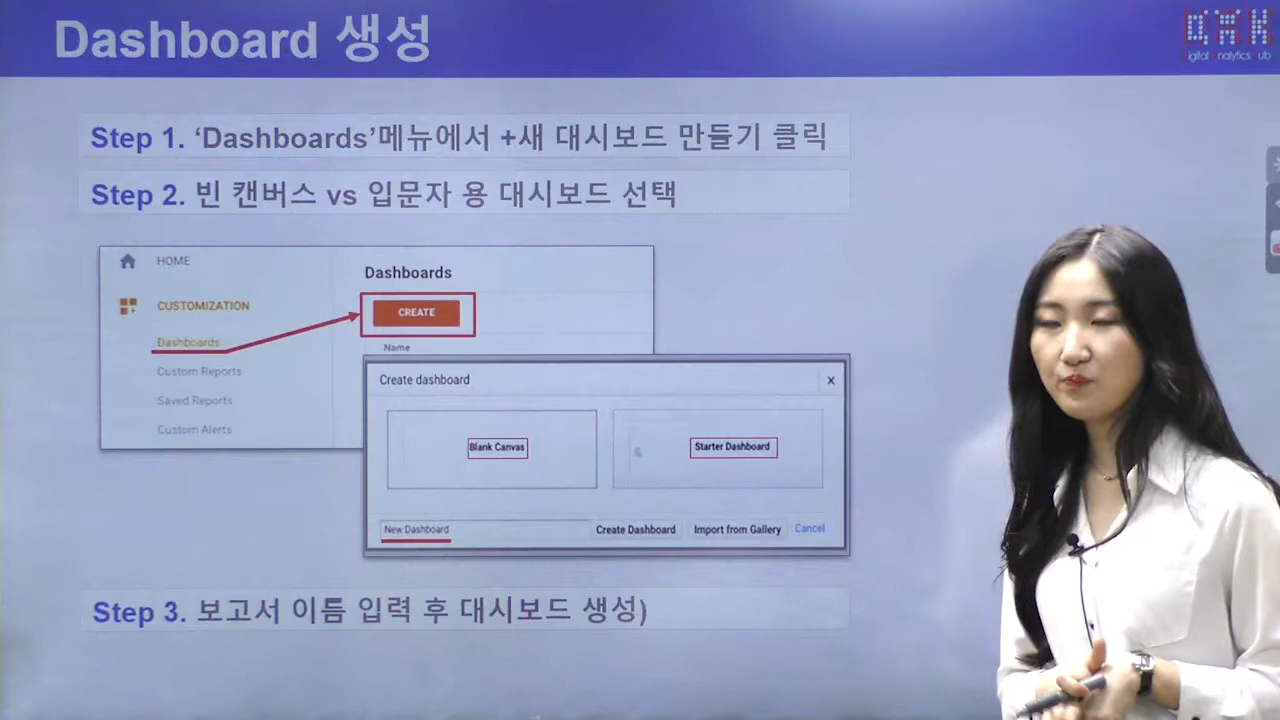 Dashboard 생성
Step 1. ‘Dashboards’메뉴에서 +새 대시보드 만들기 클릭
Step 2. 빈 캔버스 vs 입문자 용 대시보드 선택
HOME
CUSTOMIZATION
Dashboards
Custom Reports
Saved Reports
Custom Alerts
Dashboards
CREATE
Name
Create dashboard
x
Blank Canvas
Starter Dashboard
New Dashboard
Create Dashboard
Import from Gallery
Cancel
Step 3. 보고서 이듬 입력 후 대시보드 생성)